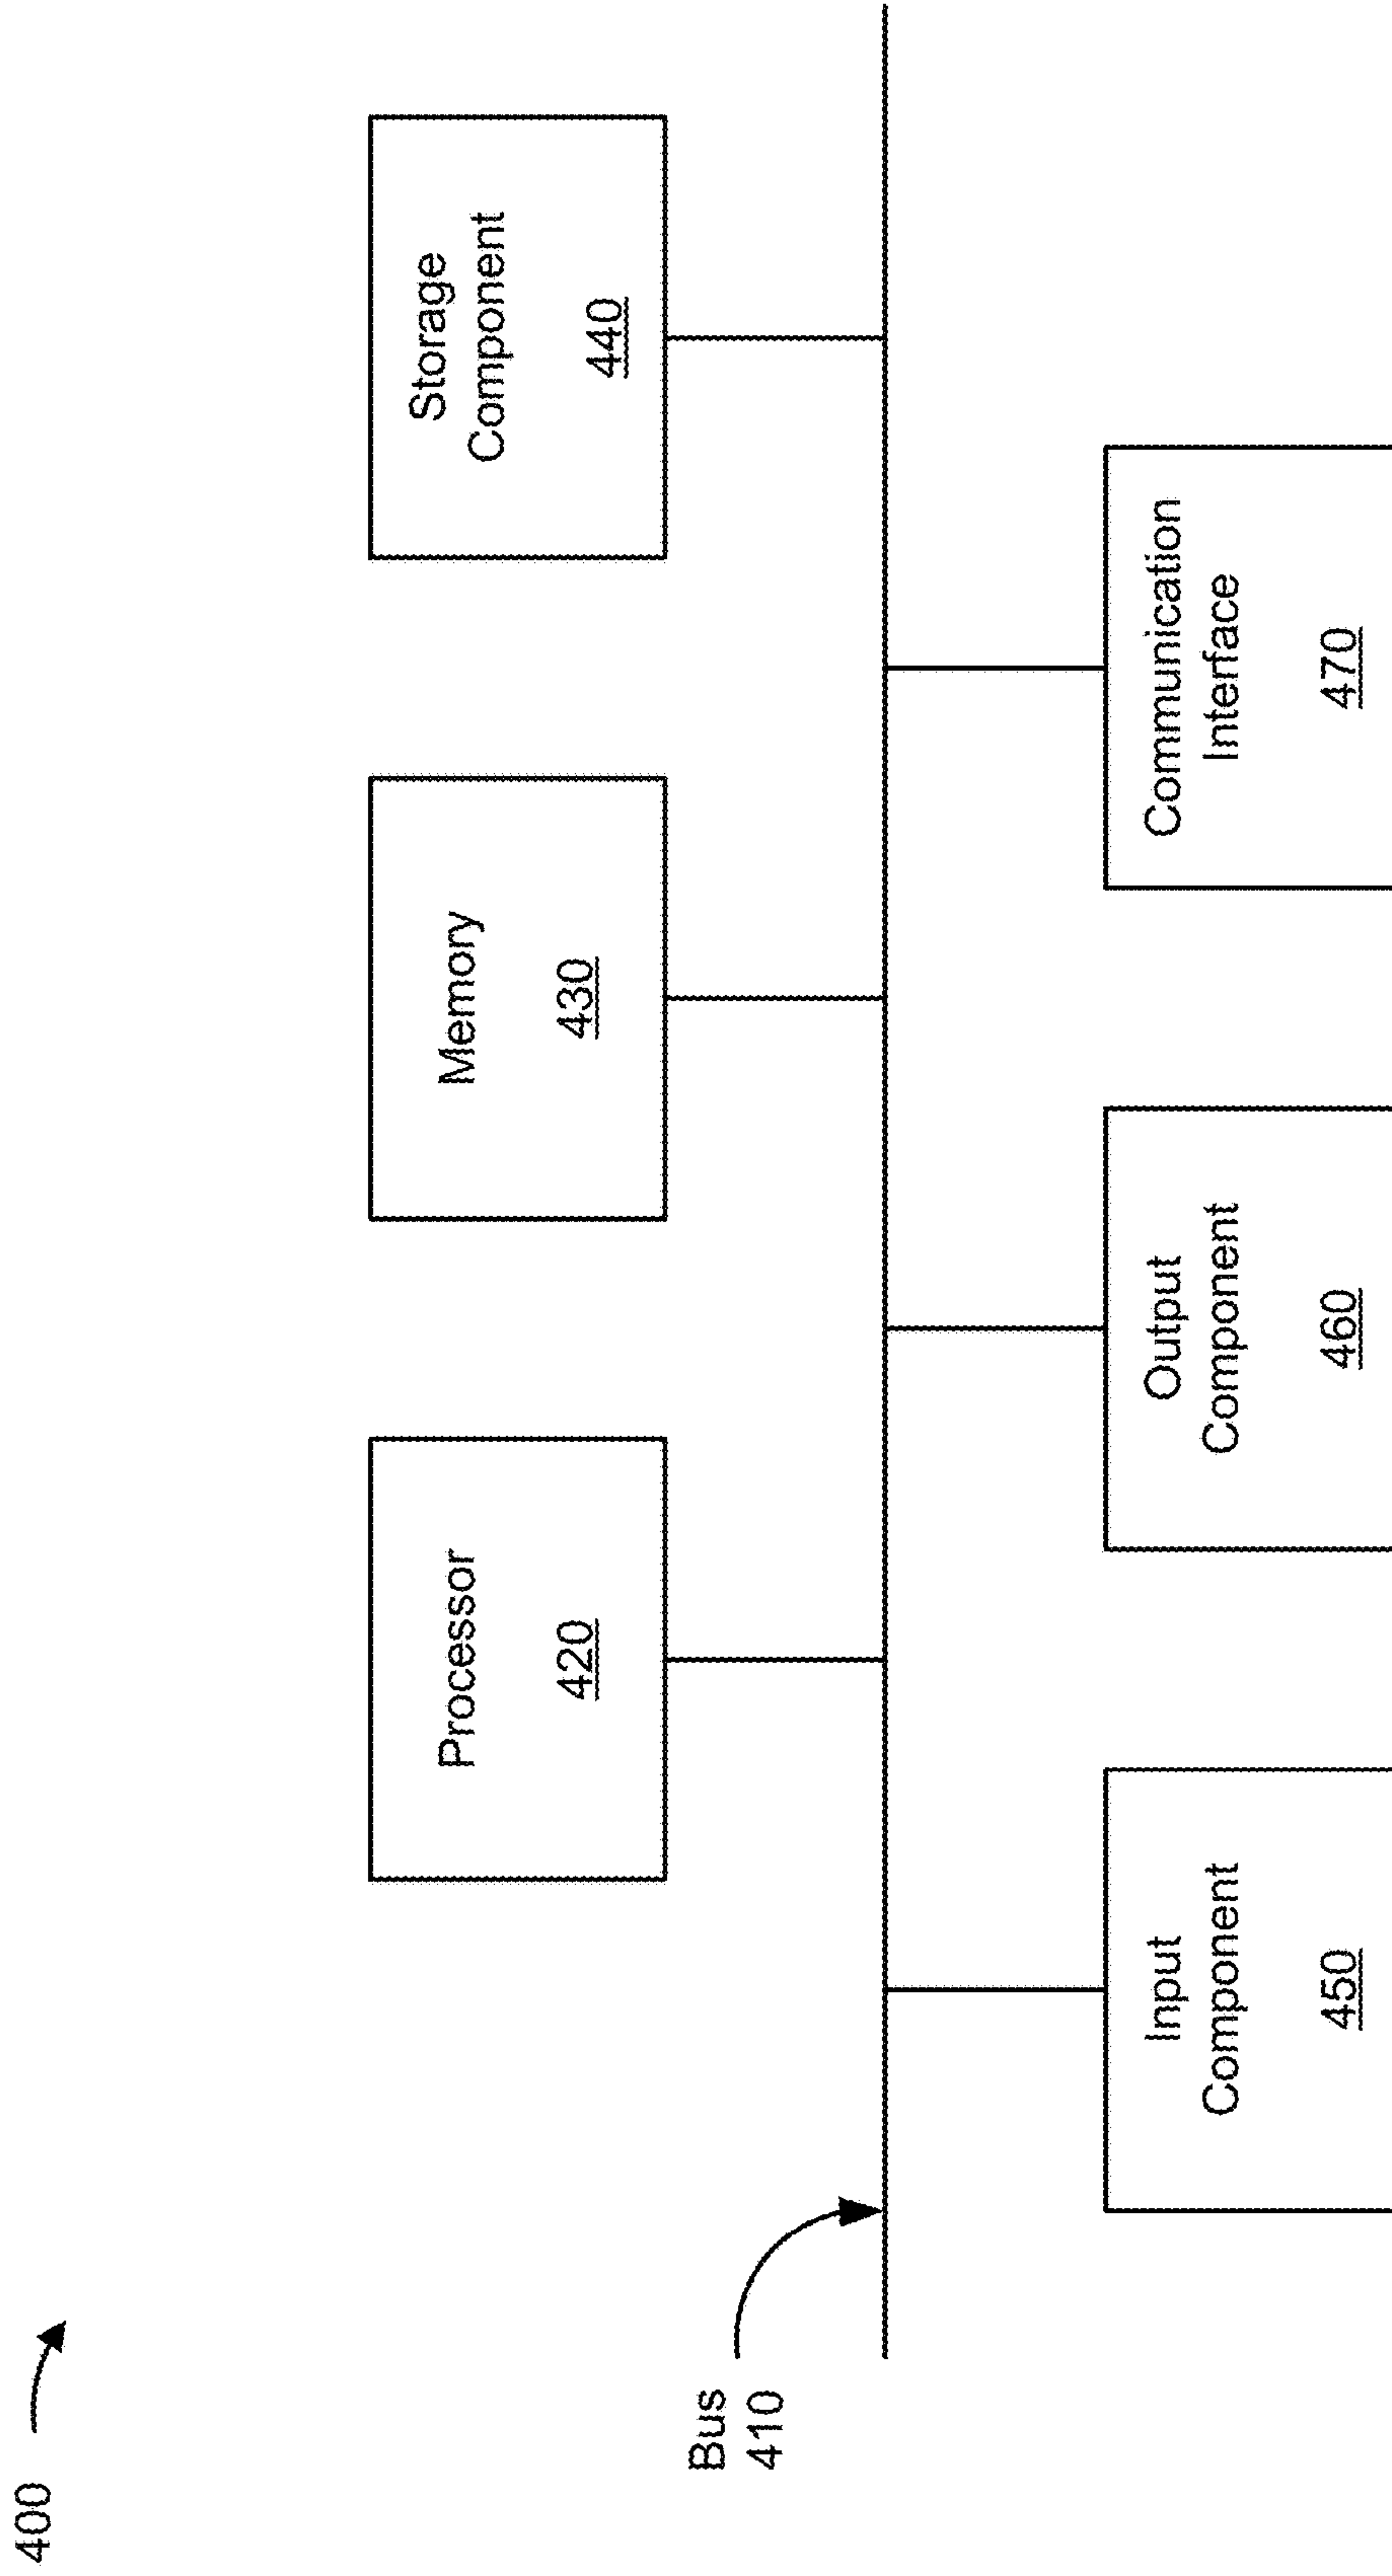 400
Bus
410
Processor
420
Memory
430
Storage
Component
440
Input
Component
450
Output
Component
460
Communication
Interface
470